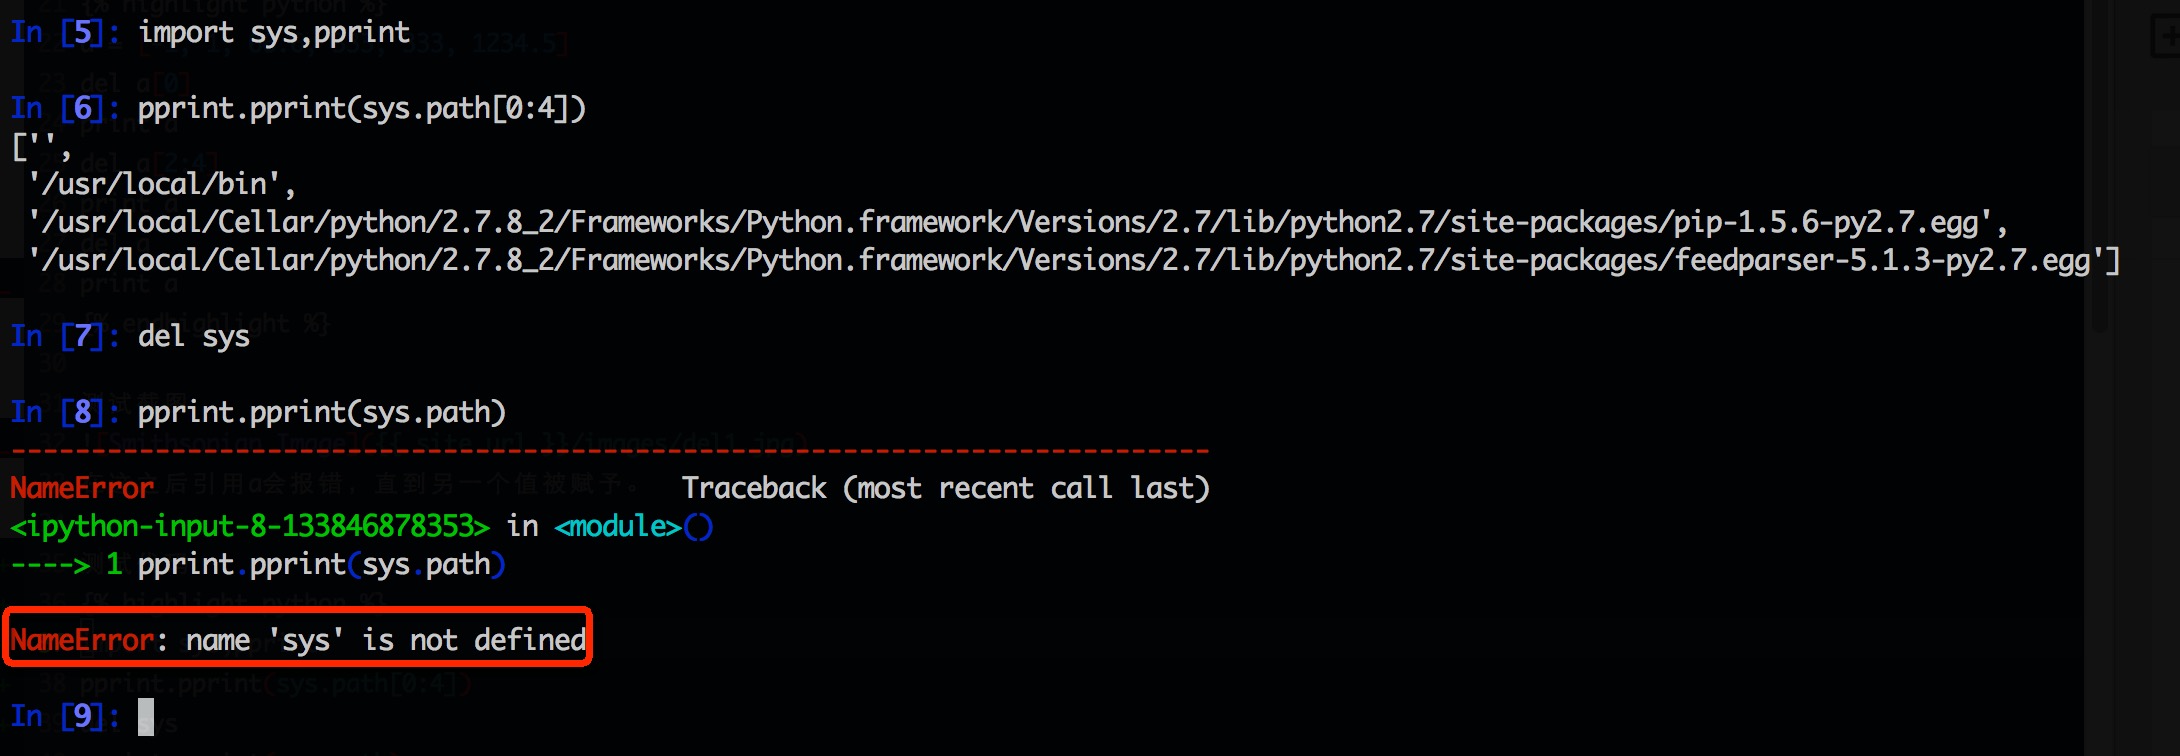 In [5]: import sys,pprint
In [6]: pprint.pprint(sys.path[0:4])
['',
'/usr/local/bin',
'/usr/local/Cellar/python/2.7.8_2/Frameworks/Python.framework/Versions/2.7/lib/python2.7/site-packages/pip-1.5.6-py2.7.egg',
'/usr/local/Cellar/python/2.7.8_2/Frameworks/Python.framework/Versions/2.7/lib/python2.7/site-packages/feedparser-5.1.3-py2.7.egg']
In [7]: del sys
In [8]: pprint.pprint(sys.path)
---------------------------------------------------------------------------
NameError Traceback (most recent call last)
<ipython-input-8-133846878353> in <module>()
----> 1 pprint.pprint(sys.path)
NameError: name 'sys' is not defined
In [9]: